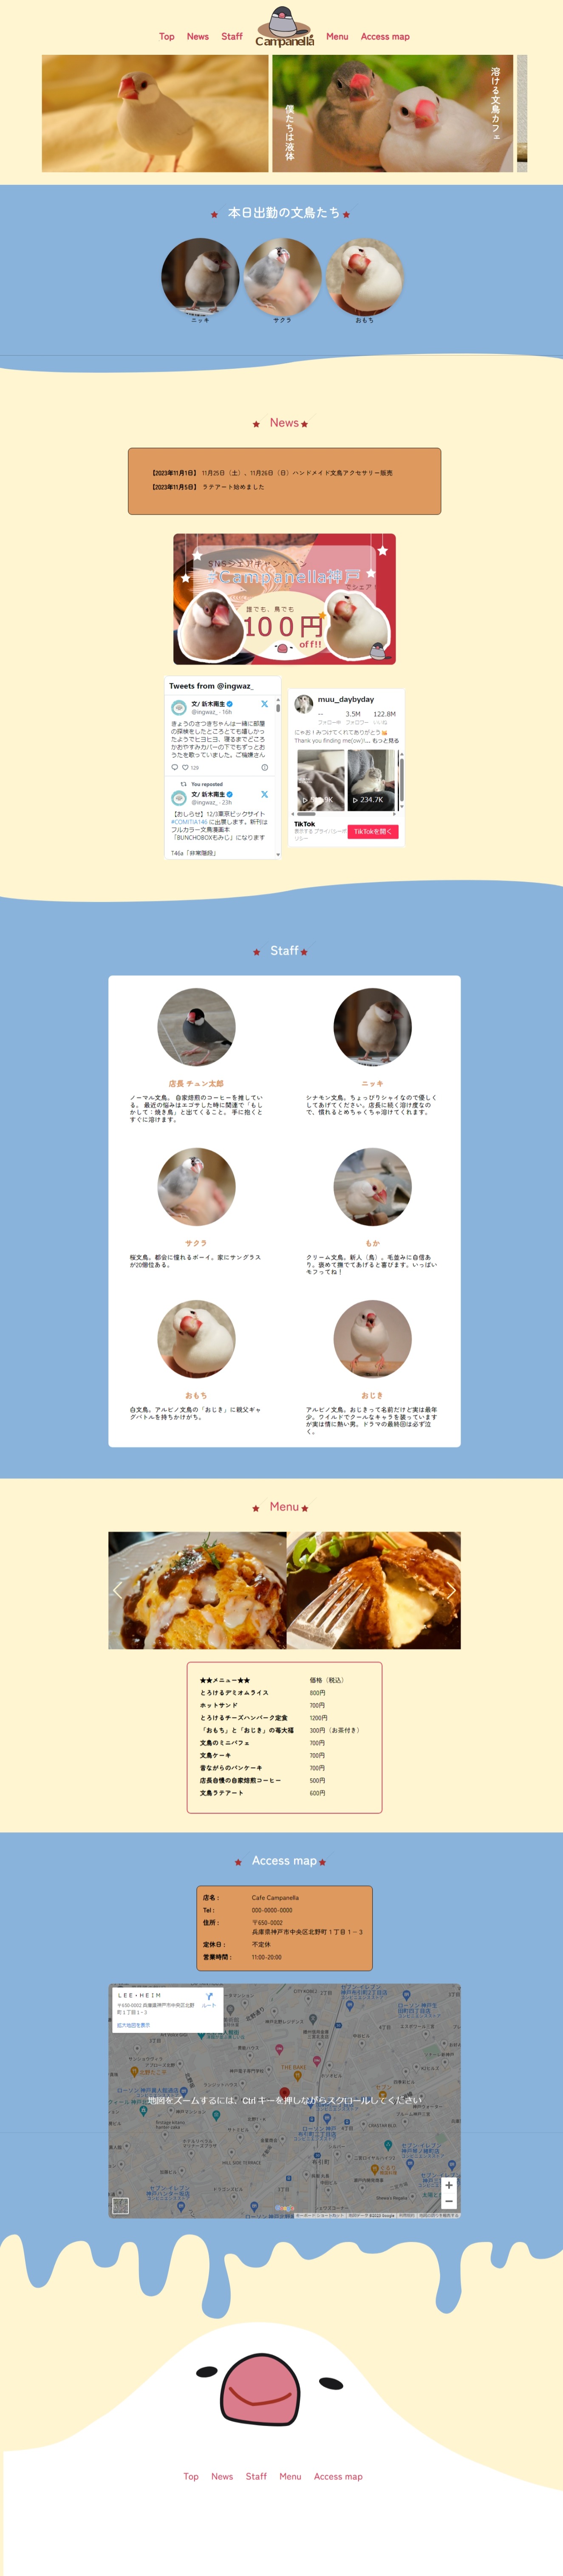 Top
News
Staff
Campanella
Menu
Access map
僕たちは液体
溶ける文鳥カフェ
本日出勤の文鳥たち
ニッキ
サクラ
おもち
News
【2023年11月1日】 11月25日（土）、11月26日（日）ハンドメイド文鳥アクセサリー販売
【2023年11月5日】 ラテアート始めました
SNSシェアキャンペーン
#Campanella神戸
でシェア！
誰でも、鳥でも
100円
off!!
Tweets from @ingwaz_
文/ 新木雨生
@ingwaz_ · 16h
きょうのさつきちゃんは一緒に部屋
の探検をしたところとても嬉しかっ
たようでヒヨヒヨ、寝るまでどころ
かおやすみカバーの下でもずっとお
うたを歌っていました。ご機嫌さん
129
You reposted
文/ 新木雨生
@ingwaz_ · 23h
【おしらせ】12/3東京ビッグサイト
#COMITIA146 に出展します。新刊は
フルカラー文鳥漫画本
「BUNCHOBOXもみじ」になります
T46a「非常階段」
muu_daybyday
--
3.5M
122.8M
フォロー中 フォロワー いいね
にゃお！みつけてくれてありがとう
Thank you finding me(ow)!... もっと見る
234.7K
TikTok
TikTokを開く
Staff
店長 チュン太郎
ノーマル文鳥。 自家焙煎のコーヒーを推してい
る。 最近の悩みはエゴサした時に関連で「もし
かして：焼き鳥」と出てくること。 手に抱くと
すぐに溶けます。
ニッキ
シナモン文鳥。ちょっぴりシャイなので優しく
してあげてください。店長に続く溶け度なの
で、慣れるとめちゃくちゃ溶けてくれます。
サクラ
桜文鳥。都会に憧れるボーイ。家にサングラス
が20個位ある。
もか
クリーム文鳥。新人（鳥）。毛並みに自信あ
り。褒めて撫でてあげると喜びます。いっぱい
モフってね！
おもち
白文鳥。アルビノ文鳥の「おじき」に親父ギャ
グバトルを持ちかけがち。
おじき
アルビノ文鳥。おじきって名前だけど実は最年
少。ワイルドでクールなキャラを装っています
が実は情に熱い男。ドラマの最終回は必ず泣
く。
Menu
★★メニュー★★ 価格（税込）
とろけるデミオムライス 800円
ホットサンド 700円
とろけるチーズハンバーグ定食 1200円
「おもち」と「おじき」の苺大福 300円（お茶付き）
文鳥のミニパフェ 700円
文鳥ケーキ 700円
昔ながらのパンケーキ 700円
店長自慢の自家焙煎コーヒー 500円
文鳥ラテアート 600円
Access map
店名： Cafe Campanella
Tel： 000-0000-0000
住所： 〒650-0002
兵庫県神戸市中央区北野町１丁目１−３
定休日： 不定休
営業時間： 11:00-20:00
ＬＥＥ・ＨＥＩＭ
〒650-0002 兵庫県神戸市中央区北野
町１丁目１−３
ルート
拡大地図を表示
THE RAKE
地図をズームするには、Ctrl キーを押しながらスクロールしてください
Google
Top
News
Staff
Menu
Access map